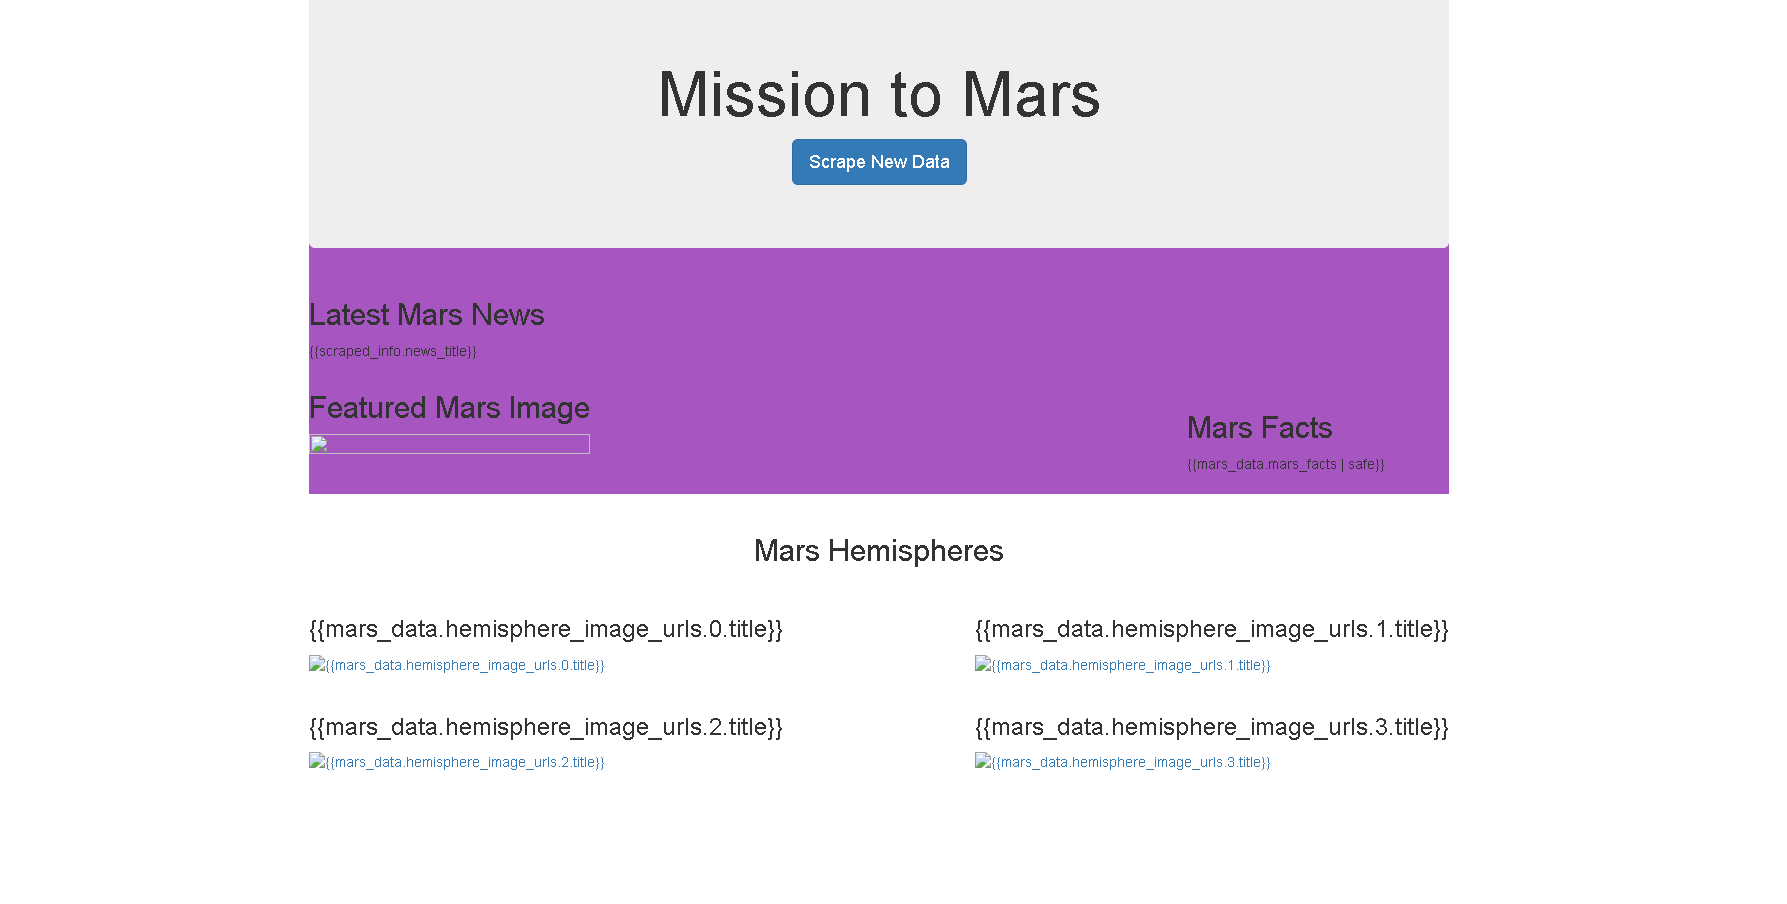 Mission to Mars
Scrape New Data
Latest Mars News
{{scraped_info.news_title}}
Featured Mars Image
Mars Facts
{{mars_data.mars_facts | safe}}
Mars Hemispheres
{{mars_data.hemisphere_image_urls.0.title}}
{{mars_data.hemisphere_image_urls.0.title}}
{{mars_data.hemisphere_image_urls.1.title}}
{{mars_data.hemisphere_image_urls.1.title}}
{{mars_data.hemisphere_image_urls.2.title}}
{{mars_data.hemisphere_image_urls.2.title}}
{{mars_data.hemisphere_image_urls.3.title}}
{{mars_data.hemisphere_image_urls.3.title}}